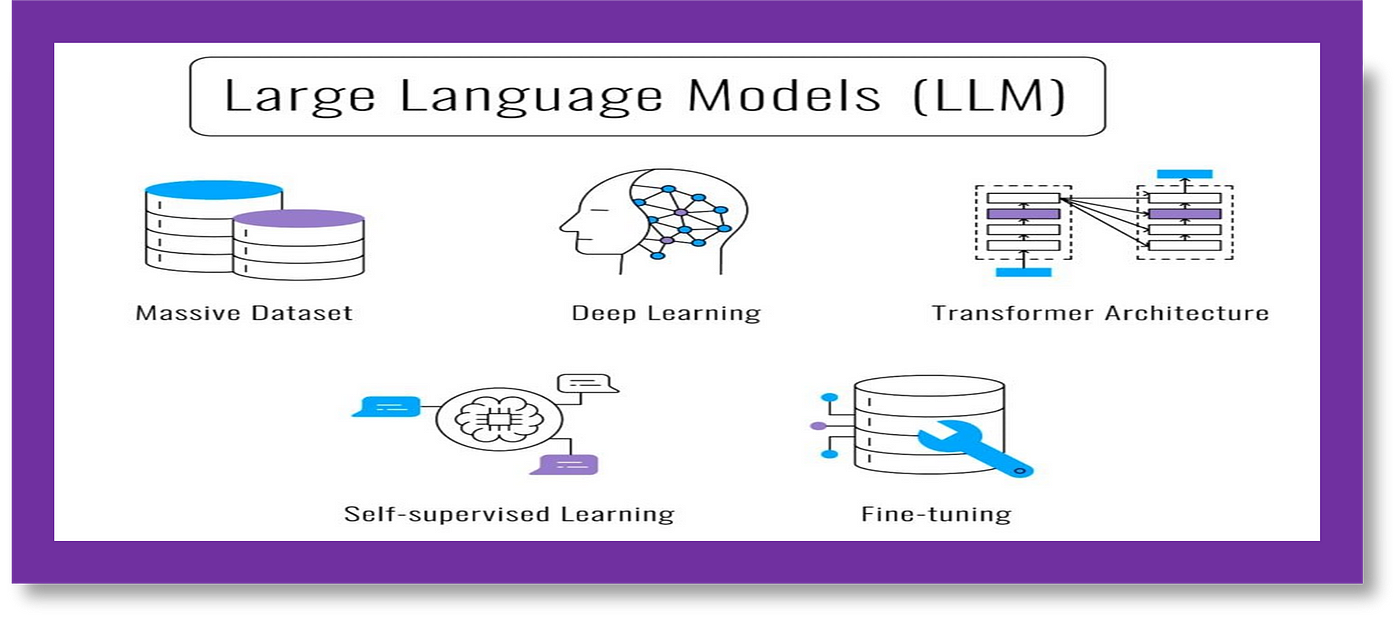 Large Language Models (LLM)
Massive Dataset
Deep Learning
Transformer Architecture
Self-supervised Learning
Fine-tuning